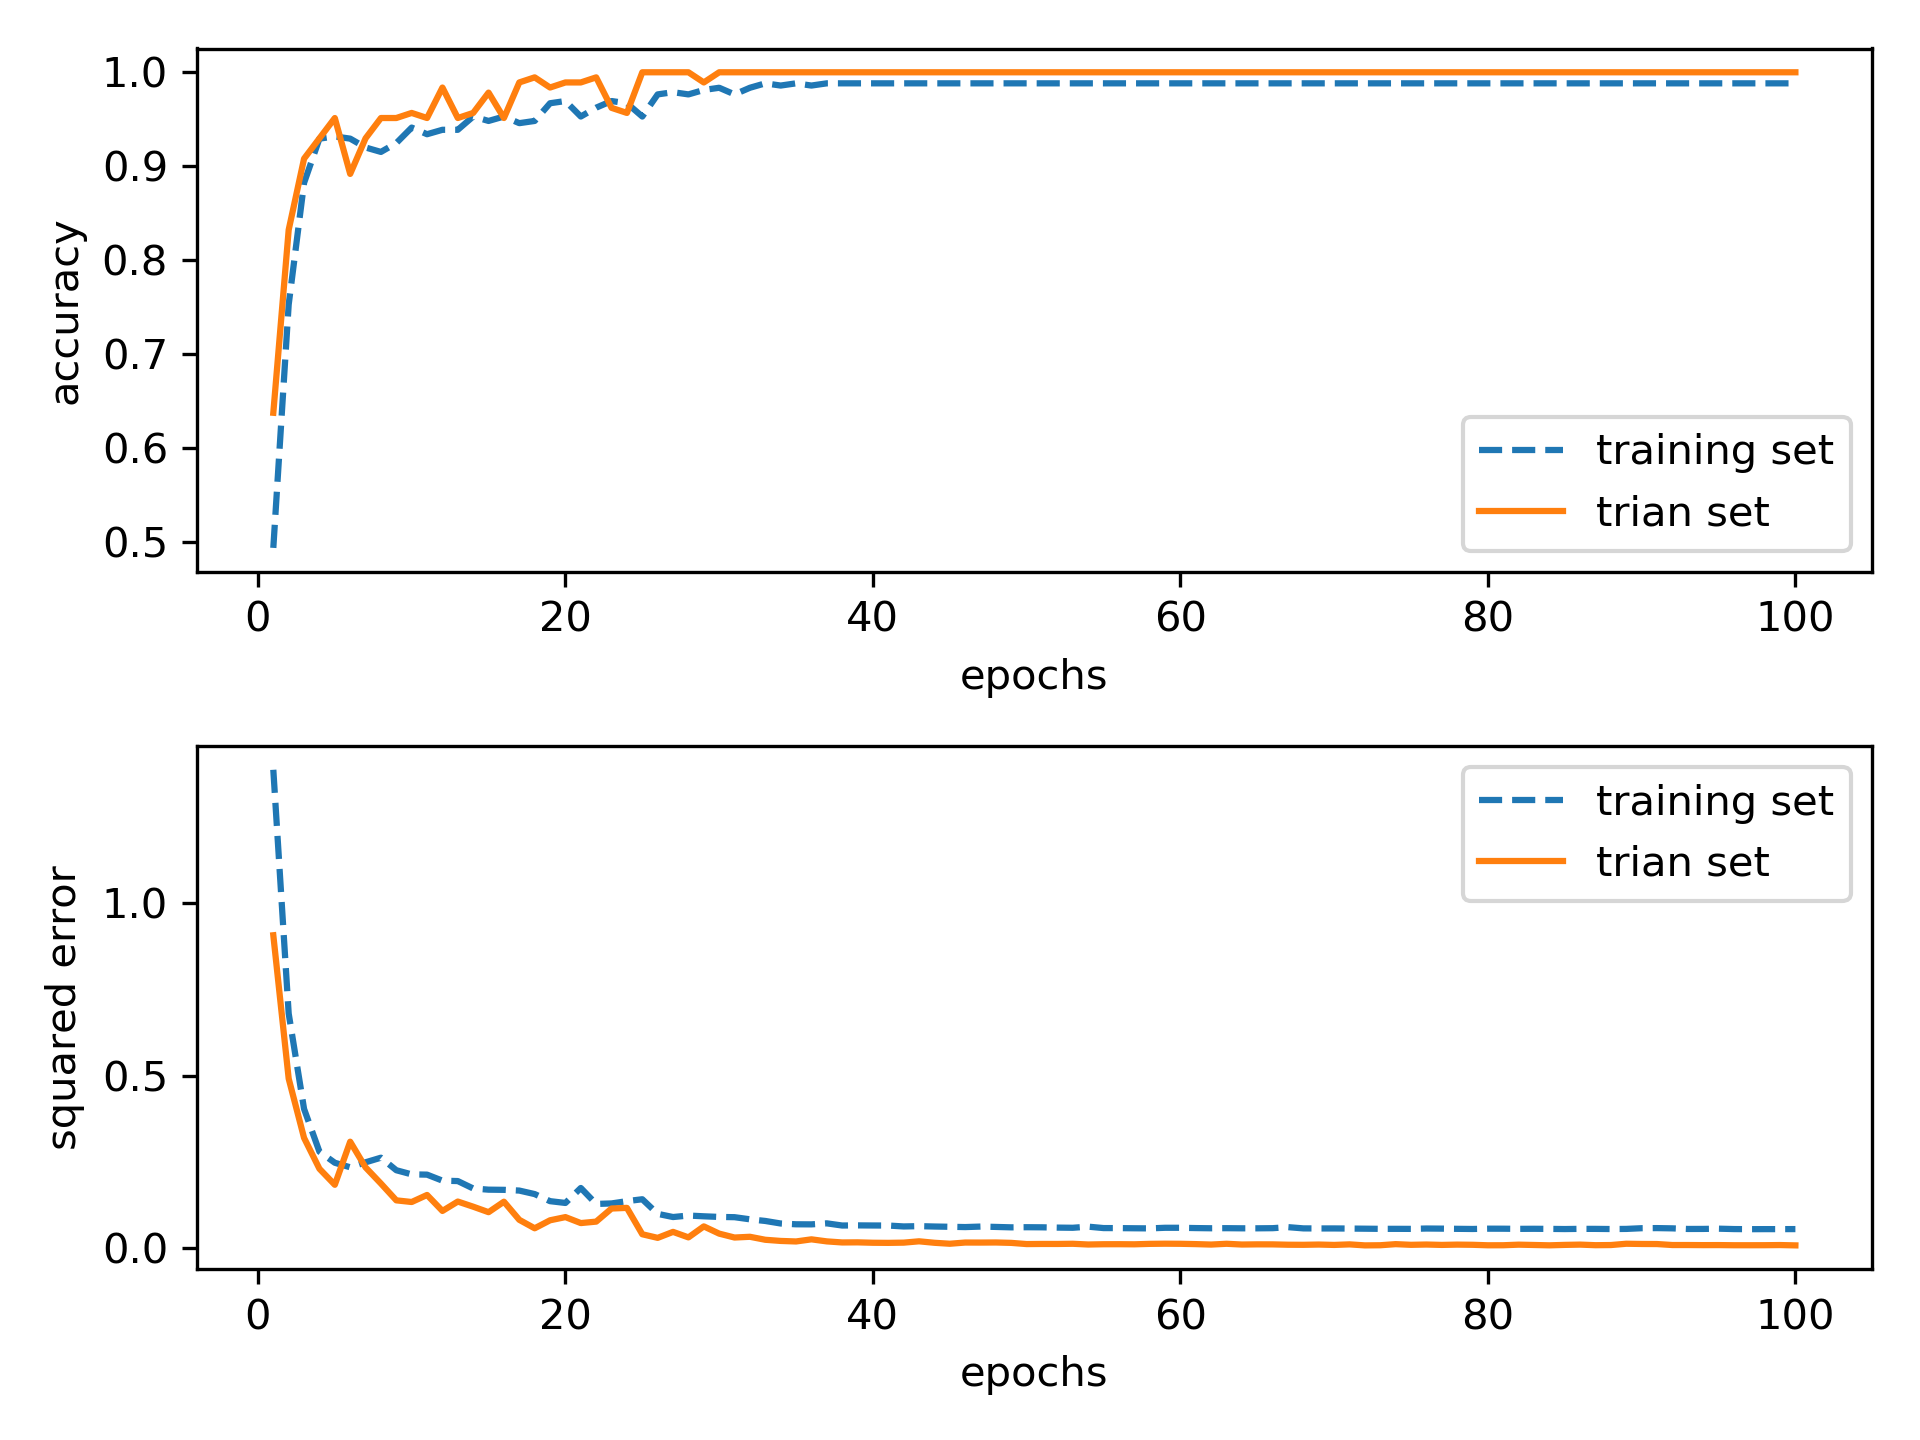 1.0
0.9
0.8
0.7
0.6
0.5
accuracy
training set
trian set
0 20 40 60 80 100
epochs
training set
trian set
1.0
0.5
0.0
squared error
0 20 40 60 80 100
epochs